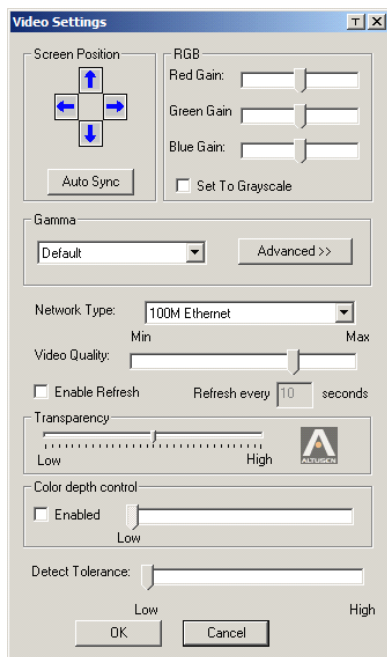 Video Settings
T X
Screen Position
RGB
Red Gain:
Green Gain
Blue Gain:
Auto Sync
Set To Grayscale
Gamma
Default
Advanced >>
Network Type:
100M Ethernet
Min
Max
Video Quality:
Enable Refresh
Refresh every 10 seconds
Transparency
Low
High
ALTUSEN
Color depth control
Enabled
Low
Detect Tolerance:
Low
High
OK
Cancel